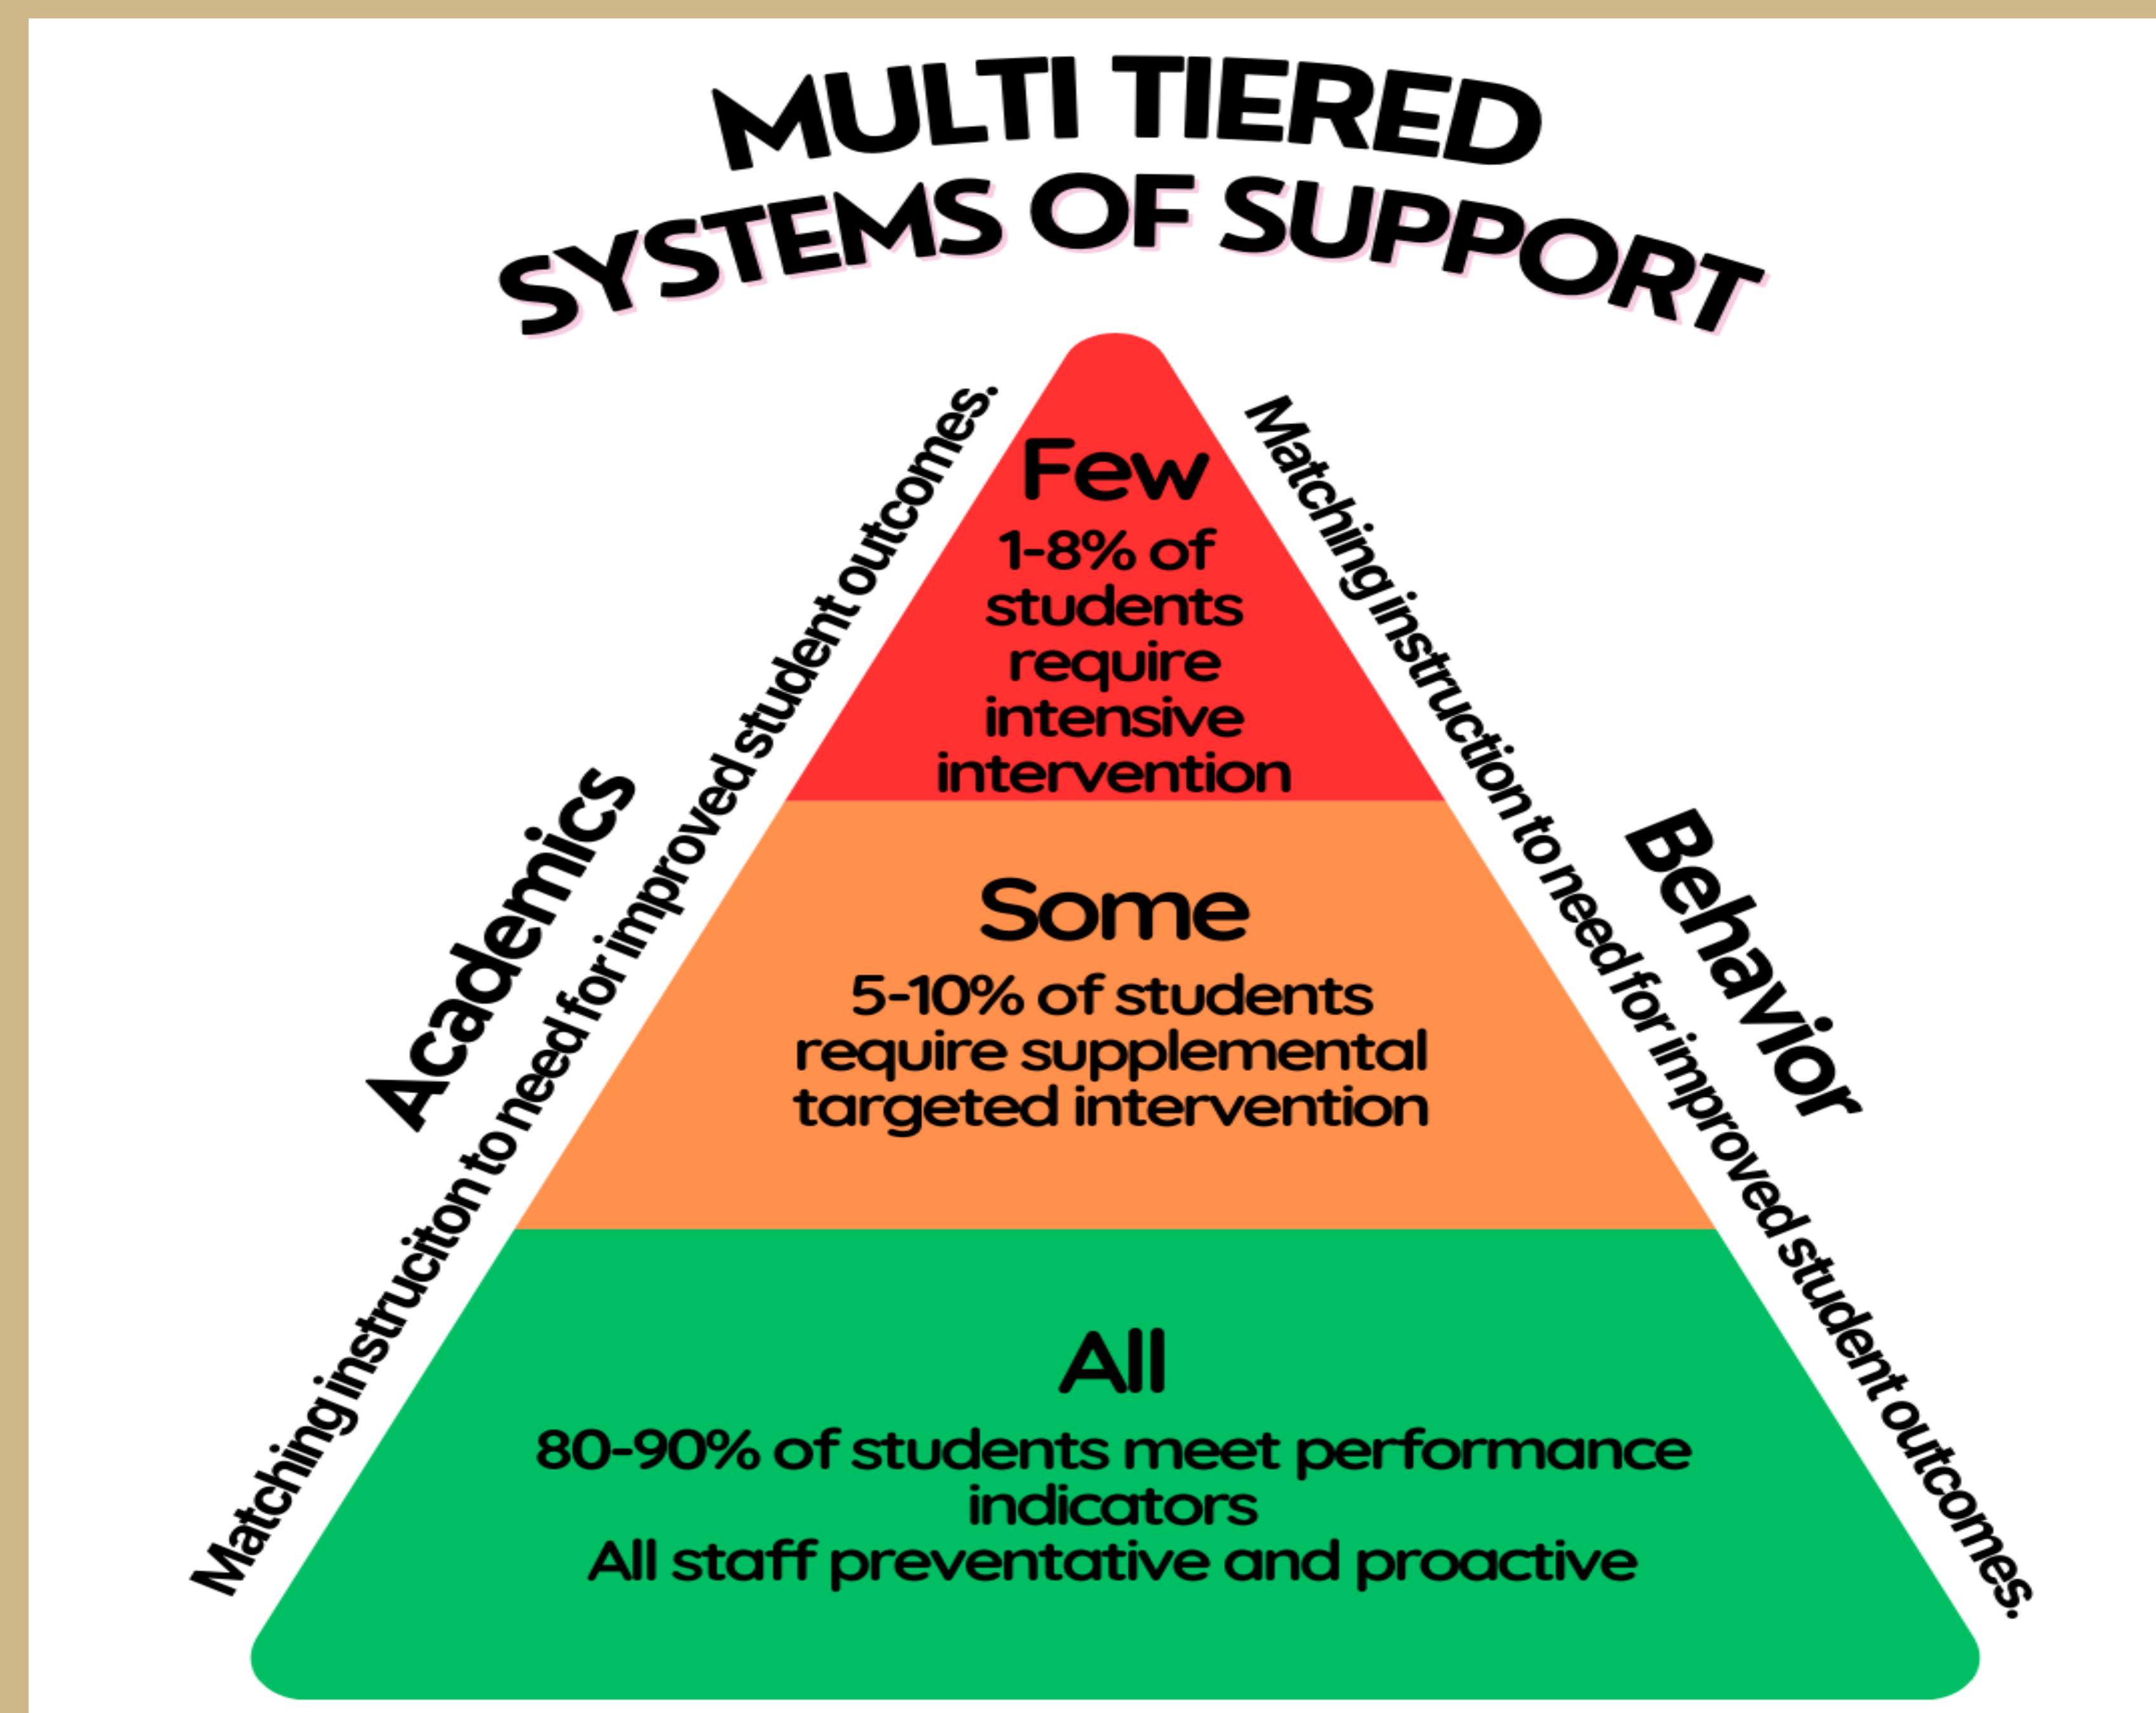 MULTI TIERED
SYSTEMS OF SUPPORT
Academics
Matching instruciton to need for improved student outcomes.
Few
1-8% of
students
require
intensive
intervention
Some
5-10% of students
require supplemental
targeted intervention
All
80-90% of students meet performance
indicators
All staff preventative and proactive
Matching instruction to need for improved student outcomes.
Behavior